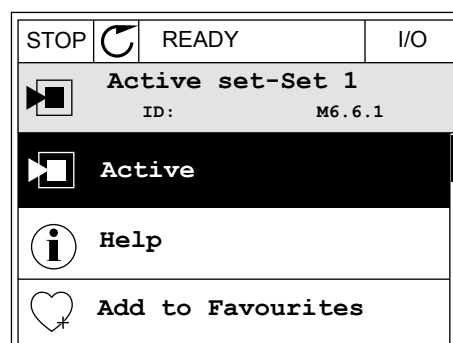 STOP READY I/O
Active set-Set 1
ID: M6.6.1
Active
Help
Add to Favourites